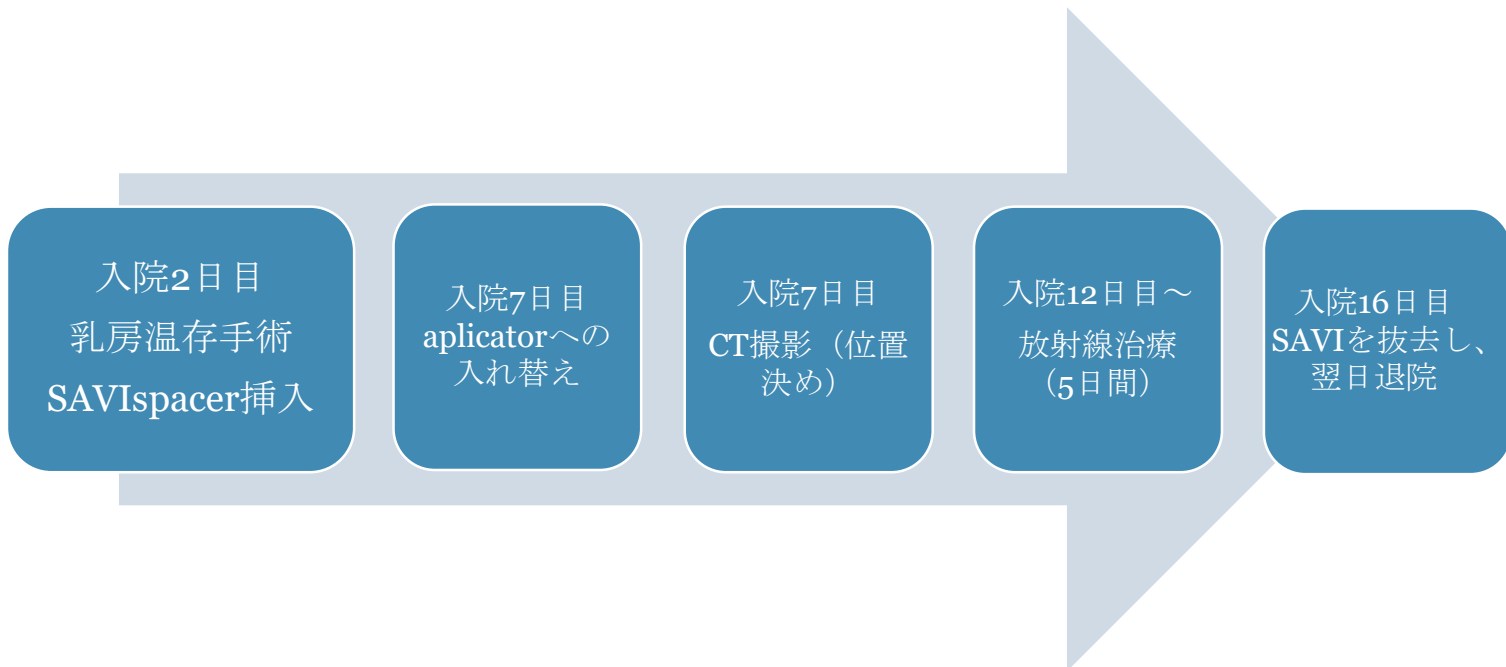 入院2日目
乳房温存手術
SAVIspacer挿入
入院7日目
aplicatorへの
入れ替え
入院7日目
CT撮影（位置
決め）
入院12日目～
放射線治療
（5日間）
入院16日目
SAVIを抜去し、
翌日退院